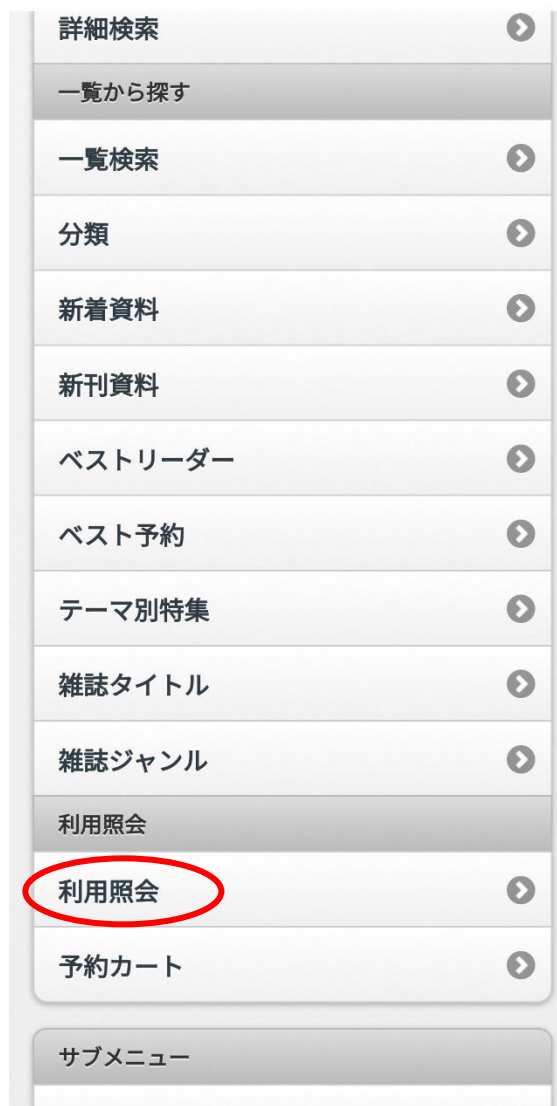 詳細検索
一覧から探す
一覧検索
分類
新着資料
新刊資料
ベストリーダー
ベスト予約
テーマ別特集
雑誌タイトル
雑誌ジャンル
利用照会
利用照会
予約カート
サブメニュー